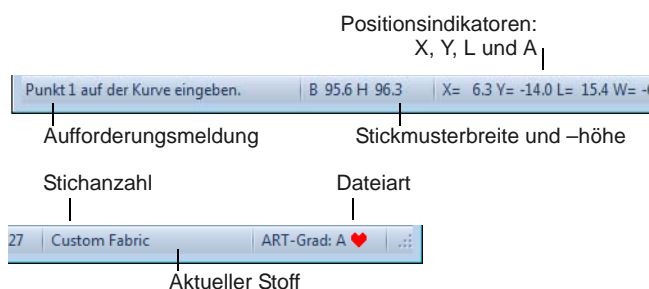 Positionsindikatoren:
X, Y, L und A
Punkt 1 auf der Kurve eingeben.
B 95.6 H 96.3
X= 6.3 Y= -14.0 L= 15.4 W=
Aufforderungsmeldung
Stickmusterbreite und –höhe
Stichanzahl
Dateiart
27
Custom Fabric
ART-Grad: A
Aktueller Stoff